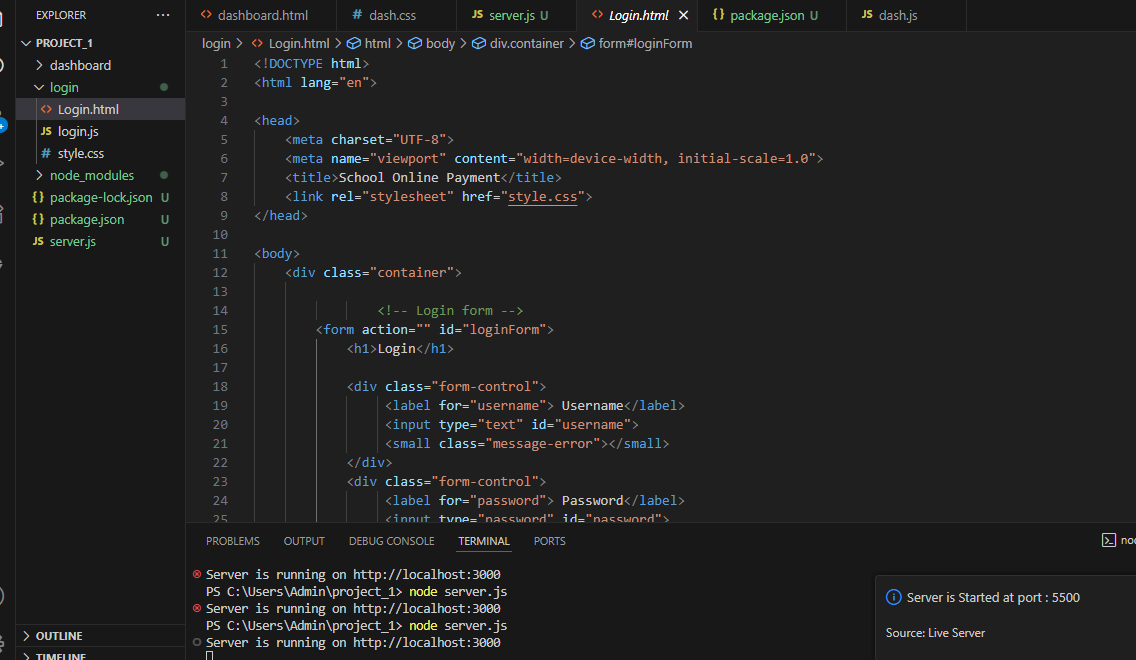 EXPLORER
PROJECT_1
dashboard
login
Login.html
JS login.js
# style.css
node_modules
{} package-lock.json U
{} package.json U
JS server.js U
OUTLINE
TIMELINE
<> dashboard.html
# dash.css
JS server.js U
<> Login.html
{} package.json U
JS dash.js
login > <> Login.html > html > body > div.container > form#loginForm
1 <!DOCTYPE html>
2 <html lang="en">
3
4 <head>
5 <meta charset="UTF-8">
6 <meta name="viewport" content="width=device-width, initial-scale=1.0">
7 <title>School Online Payment</title>
8 <link rel="stylesheet" href="style.css">
9 </head>
10
11 <body>
12 <div class="container">
13
14 <!-- Login form -->
15 <form action="" id="loginForm">
16 <h1>Login</h1>
17
18 <div class="form-control">
19 <label for="username"> Username</label>
20 <input type="text" id="username">
21 <small class="message-error"></small>
22 </div>
23 <div class="form-control">
24 <label for="password"> Password</label>
25 <input type="password" id="password">
PROBLEMS OUTPUT DEBUG CONSOLE TERMINAL PORTS
Server is running on http://localhost:3000
PS C:\Users\Admin\project_1> node server.js
Server is running on http://localhost:3000
PS C:\Users\Admin\project_1> node server.js
Server is running on http://localhost:3000
Server is Started at port : 5500
Source: Live Server